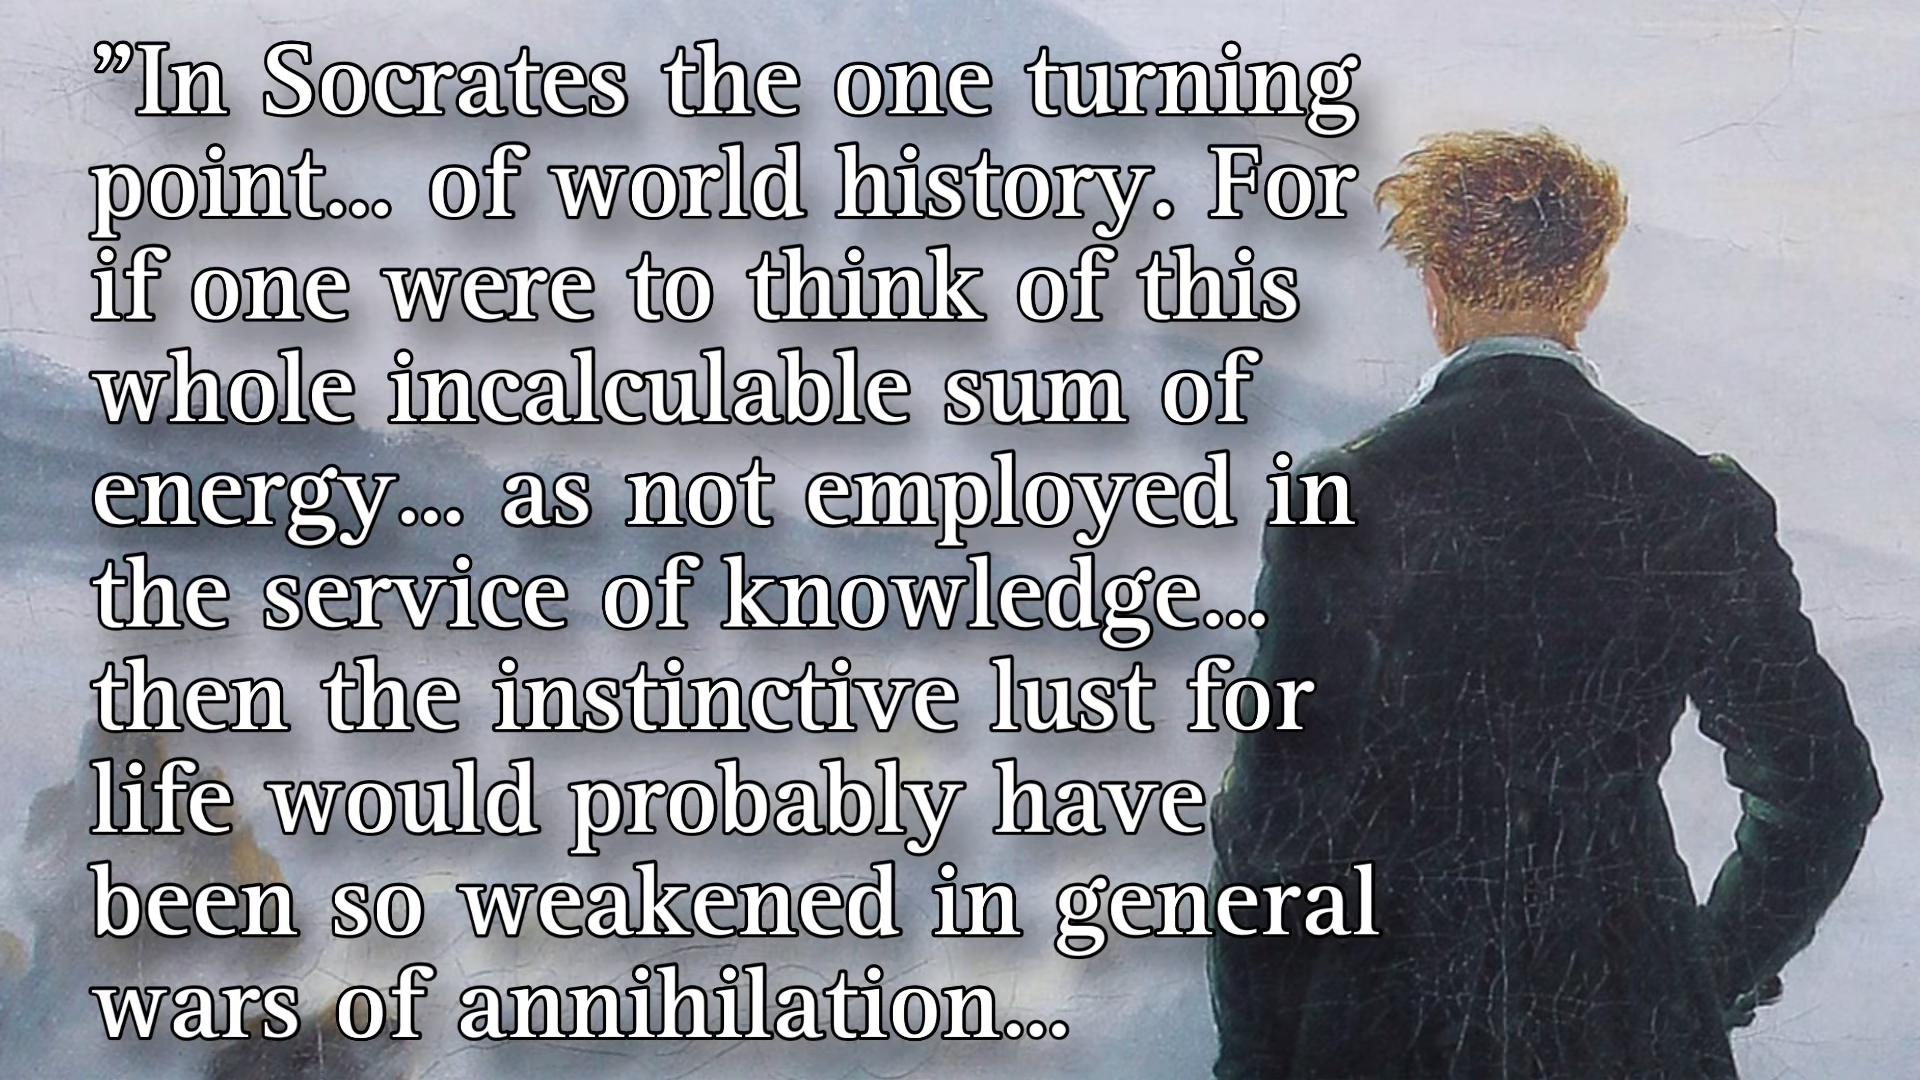 ”In Socrates the one turning
point... of world history. For
if one were to think of this
whole incalculable sum of
energy... as not employed in
the service of knowledge...
then the instinctive lust for
life would probably have
been so weakened in general
wars of annihilation...